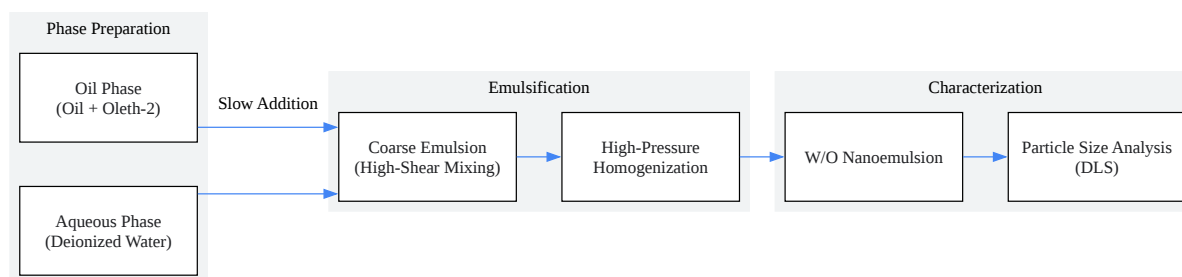 Phase Preparation
Oil Phase
(Oil + Oleth-2)
Aqueous Phase
(Deionized Water)
Slow Addition
Emulsification
Coarse Emulsion
(High-Shear Mixing)
High-Pressure
Homogenization
Characterization
W/O Nanoemulsion
Particle Size Analysis
(DLS)